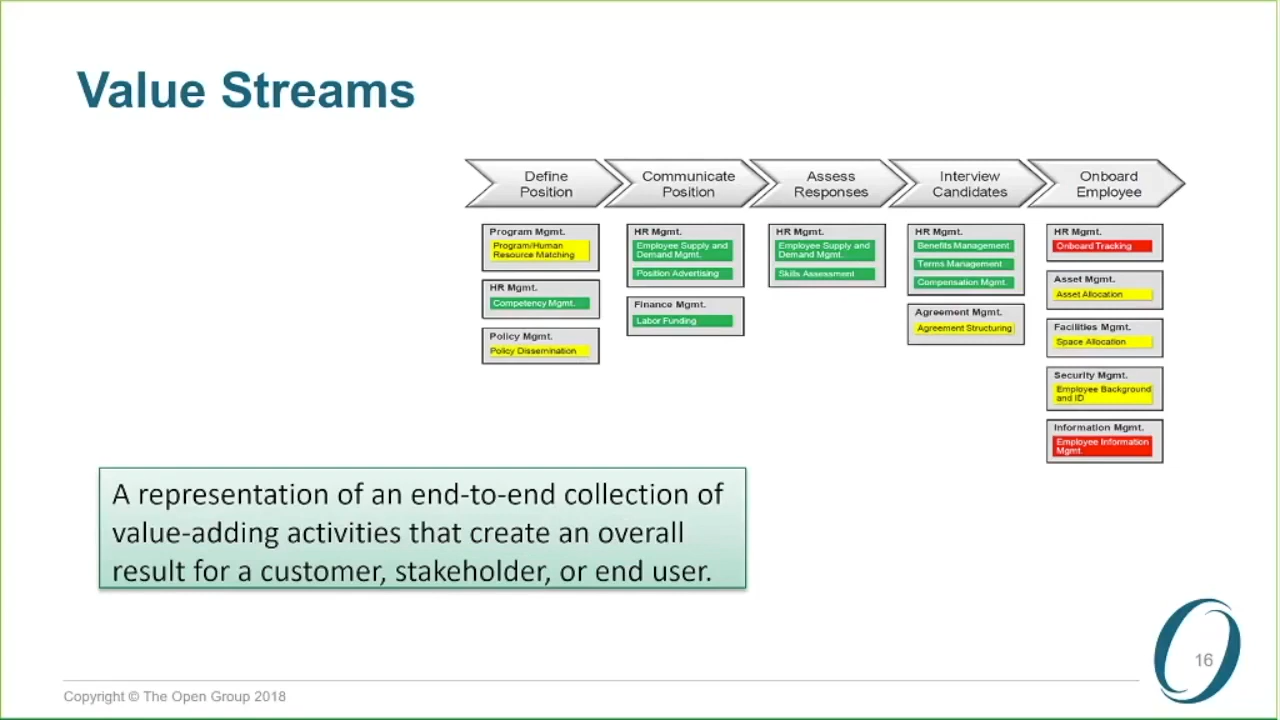 Value Streams
Define
Position
Communicate
Position
Assess
Responses
Interview
Candidates
Onboard
Employee
Program Mgmt.
Program/Human
Resource Matching
HR Mgmt.
Competency Mgmt.
Policy Mgmt.
Policy Dissemination
HR Mgmt.
Employee Supply and
Demand Mgmt.
Position Advertising
Finance Mgmt.
Labor Funding
HR Mgmt.
Employee Supply and
Demand Mgmt.
Skills Assessment
HR Mgmt.
Benefits Management
Terms Management
Compensation Mgmt.
Agreement Mgmt.
Agreement Structuring
HR Mgmt.
Onboard Tracking
Asset Mgmt.
Asset Allocation
Facilities Mgmt.
Space Allocation
Security Mgmt.
Employee Background
and ID
Information Mgmt.
Employee Information
Mgmt.
A representation of an end-to-end collection of
value-adding activities that create an overall
result for a customer, stakeholder, or end user.
16
Copyright © The Open Group 2018